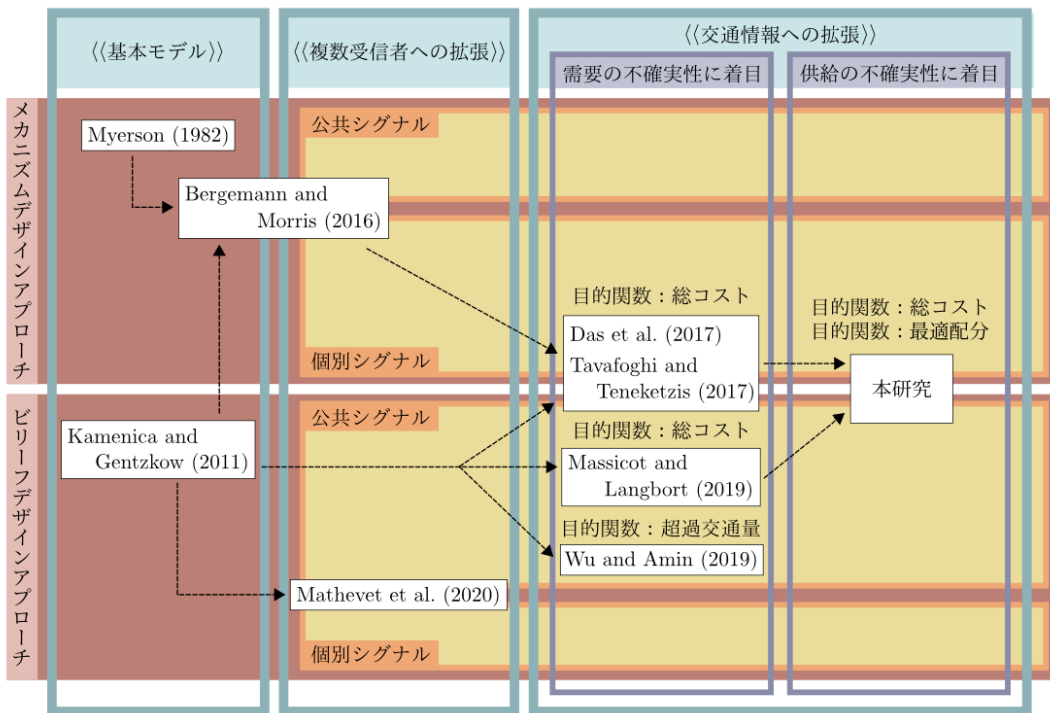 ⟨⟨基本モデル⟩⟩
⟨⟨複数受信者への拡張⟩⟩
⟨⟨交通情報への拡張⟩⟩
需要の不確実性に着目
供給の不確実性に着目
メカニズムデザインアプローチ
公共シグナル
Myerson (1982)
Bergemann and
Morris (2016)
目的関数：総コスト
Das et al. (2017)
Tavafoghi and
Teneketzis (2017)
目的関数：総コスト
目的関数：最適配分
本研究
個別シグナル
ビリーフデザインアプローチ
公共シグナル
Kamenica and
Gentzkow (2011)
目的関数：総コスト
Massicot and
Langbort (2019)
目的関数：超過交通量
Wu and Amin (2019)
Mathevet et al. (2020)
個別シグナル